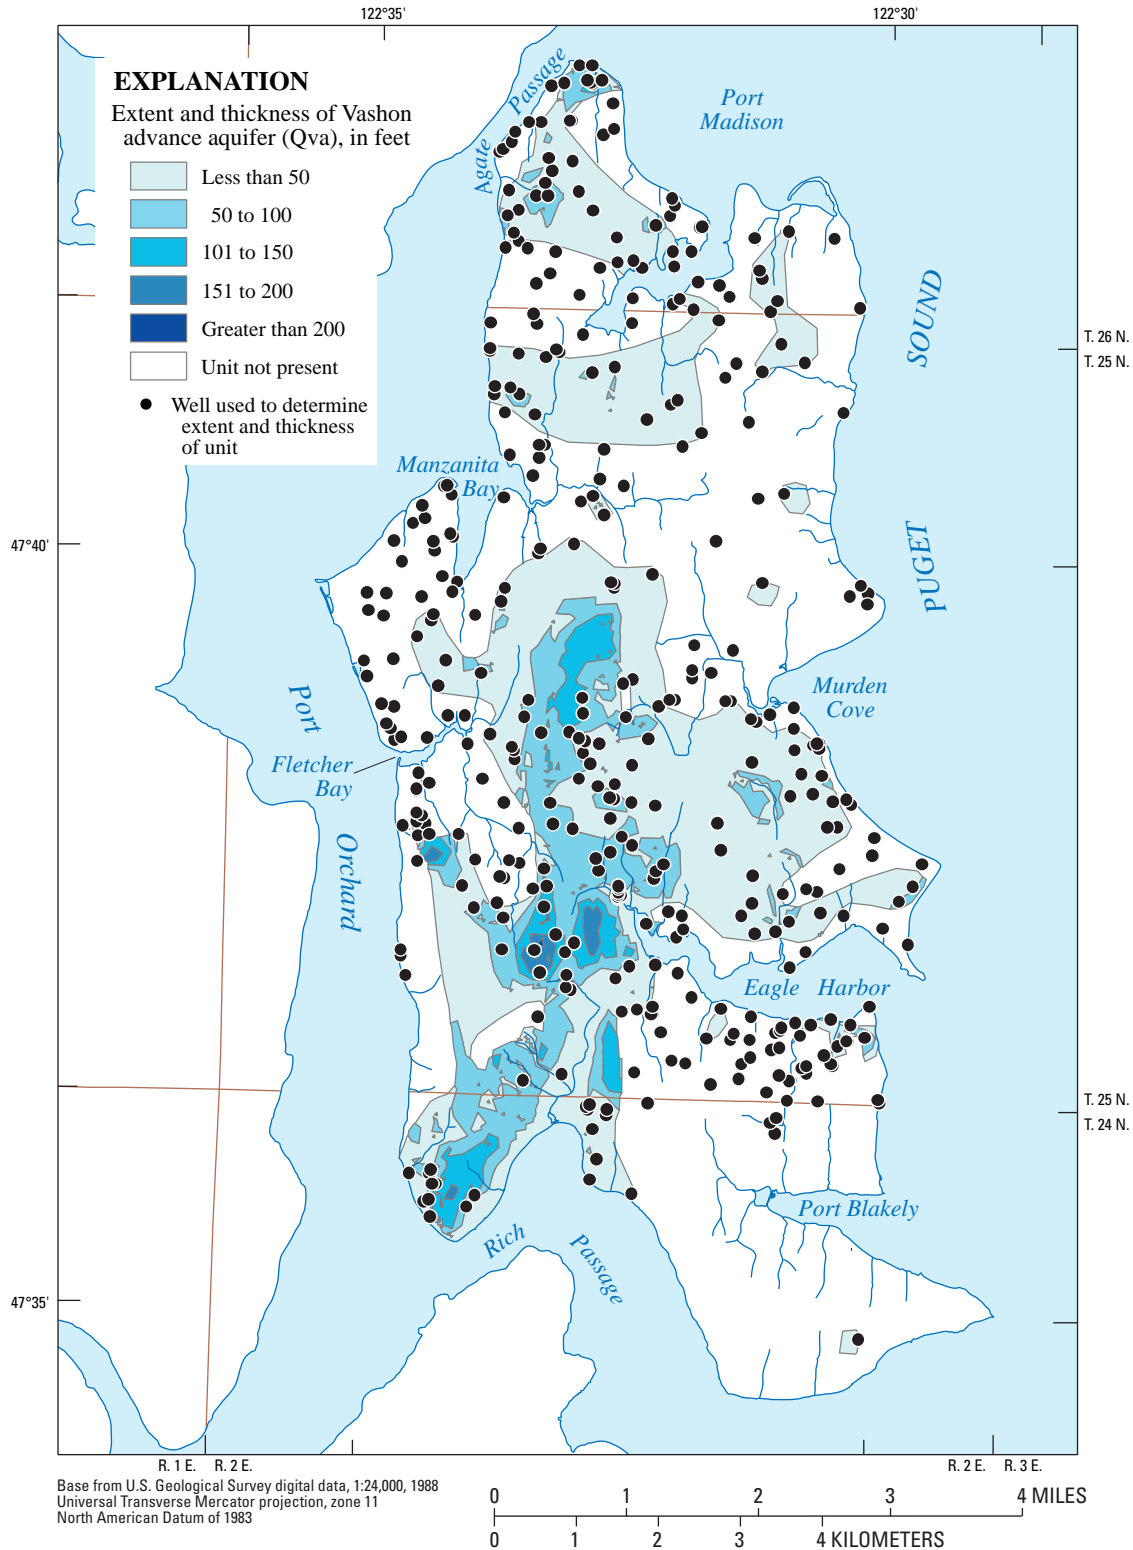 122°35'
122°30'
EXPLANATION
Extent and thickness of Vashon
advance aquifer (Qva), in feet
Less than 50
50 to 100
101 to 150
151 to 200
Greater than 200
Unit not present
Well used to determine
extent and thickness
of unit
Agate
Passage
Port
Madison
SOUND
T. 26 N.
T. 25 N.
Manzanita
Bay
47°40'
PUGET
Port
Murden
Cove
Fletcher
Bay
Orchard
Eagle Harbor
T. 25 N.
T. 24 N.
Port Blakely
Rich
Passage
47°35'
R. 1 E.
R. 2 E.
R. 2 E.
R. 3 E.
Base from U.S. Geological Survey digital data, 1:24,000, 1988
Universal Transverse Mercator projection, zone 11
North American Datum of 1983
0 1 2 3 4 MILES
0 1 2 3 4 KILOMETERS